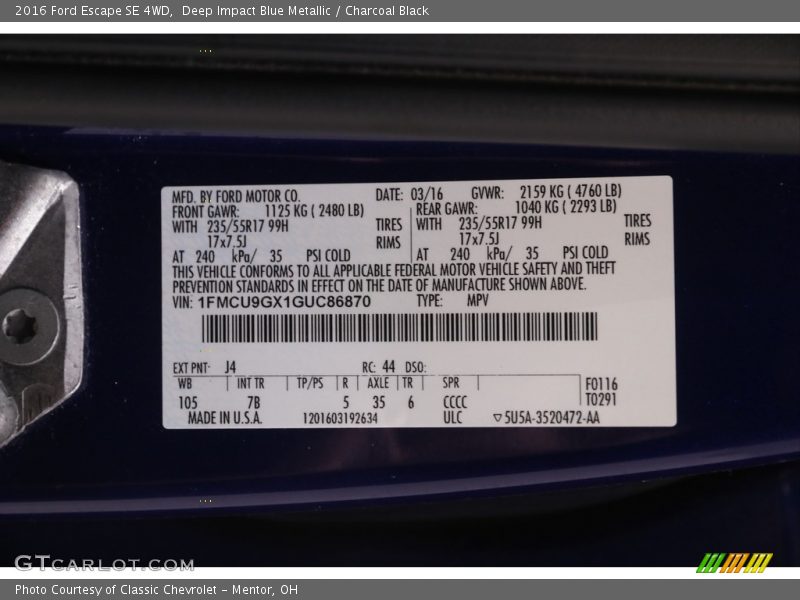 2016 Ford Escape SE 4WD, Deep Impact Blue Metallic / Charcoal Black
MFD. BY FORD MOTOR CO. DATE: 03/16 GVWR: 2159 KG ( 4760 LB)
FRONT GAWR: 1125 KG ( 2480 LB) REAR GAWR: 1040 KG ( 2293 LB)
WITH 235/55R17 99H TIRES WITH 235/55R17 99H TIRES
17x7.5J RIMS 17x7.5J RIMS
AT 240 kPa/ 35 PSI COLD AT 240 kPa/ 35 PSI COLD
THIS VEHICLE CONFORMS TO ALL APPLICABLE FEDERAL MOTOR VEHICLE SAFETY AND THEFT
PREVENTION STANDARDS IN EFFECT ON THE DATE OF MANUFACTURE SHOWN ABOVE.
VIN: 1FMCU9GX1GUC86870 TYPE: MPV
EXT PNT: J4 RC: 44 DSO:
WB INT TR TP/PS R AXLE TR SPR F0116
105 7B 5 35 6 CCCC T0291
MADE IN U.S.A. 1201603192634 ULC ▽5U5A-3520472-AA
GTCARLOT.COM
Photo Courtesy of Classic Chevrolet - Mentor, OH